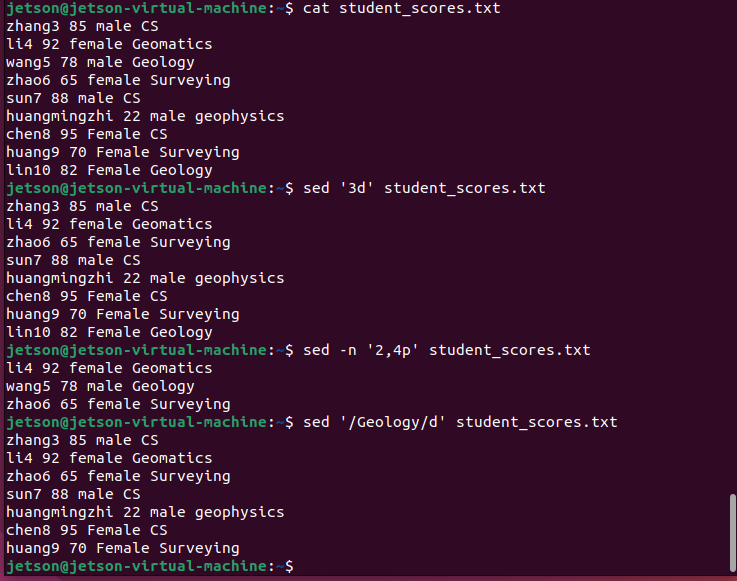 jetson@jetson-virtual-machine:~$ cat student_scores.txt
zhang3 85 male CS
li4 92 female Geomatics
wang5 78 male Geology
zhao6 65 female Surveying
sun7 88 male CS
huangmingzhi 22 male geophysics
chen8 95 Female CS
huang9 70 Female Surveying
lin10 82 Female Geology
jetson@jetson-virtual-machine:~$ sed '3d' student_scores.txt
zhang3 85 male CS
li4 92 female Geomatics
zhao6 65 female Surveying
sun7 88 male CS
huangmingzhi 22 male geophysics
chen8 95 Female CS
huang9 70 Female Surveying
lin10 82 Female Geology
jetson@jetson-virtual-machine:~$ sed -n '2,4p' student_scores.txt
li4 92 female Geomatics
wang5 78 male Geology
zhao6 65 female Surveying
jetson@jetson-virtual-machine:~$ sed '/Geology/d' student_scores.txt
zhang3 85 male CS
li4 92 female Geomatics
zhao6 65 female Surveying
sun7 88 male CS
huangmingzhi 22 male geophysics
chen8 95 Female CS
huang9 70 Female Surveying
jetson@jetson-virtual-machine:~$